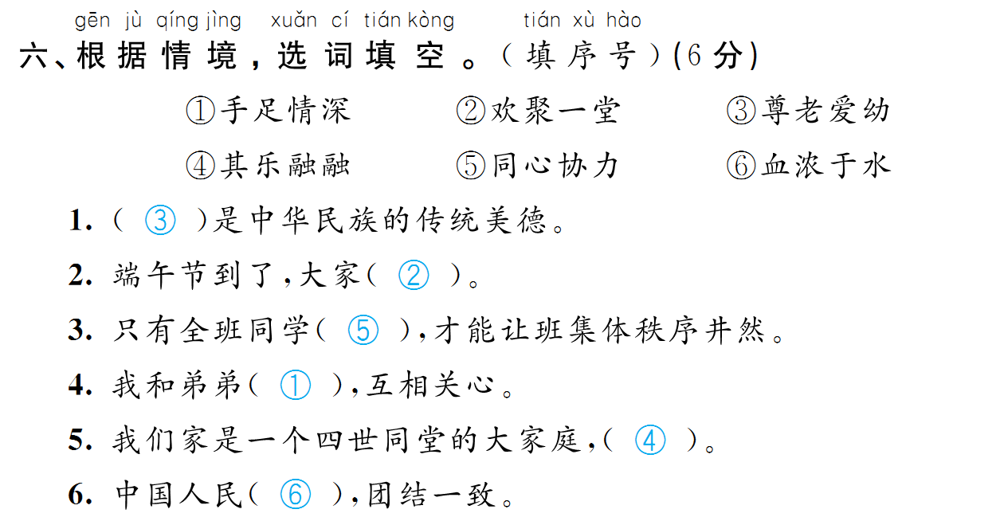 gēn jù qíng jìng xuǎn cí tián kòng tián xù hào
六、根据情境，选词填空。（填序号）(6 分)
①手足情深 ②欢聚一堂 ③尊老爱幼
④其乐融融 ⑤同心协力 ⑥血浓于水
1. ( ③ )是中华民族的传统美德。
2. 端午节到了,大家( ② )。
3. 只有全班同学( ⑤ ),才能让班集体秩序井然。
4. 我和弟弟( ① ),互相关心。
5. 我们家是一个四世同堂的大家庭,( ④ )。
6. 中国人民( ⑥ ),团结一致。